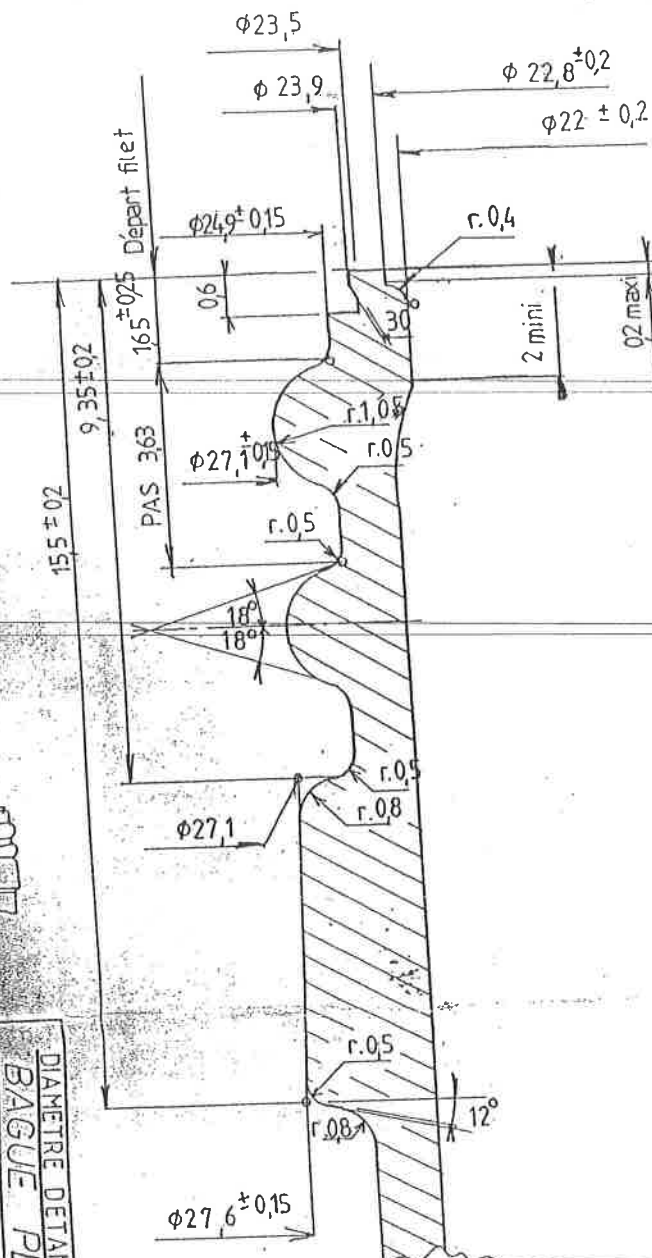 φ23,5
φ 23,9
φ 22,8 ±0,2
φ22 ± 0,2
φ24,9 ± 0,15
r.0,4
Départ filet
1,65 ±0,25
0,6
30
2 mini
0,2 maxi
9,35 ±0,2
15,5 ±0,2
PAS 3,63
r.1,05
φ27,1 ±0,15
r.0,5
r.0,5
18°
18°
r.0,5
r.0,8
φ27,1
r.0,5
r.0,8
12°
φ27,6 ±0,15
DIAMETRE DETA
BAGUE